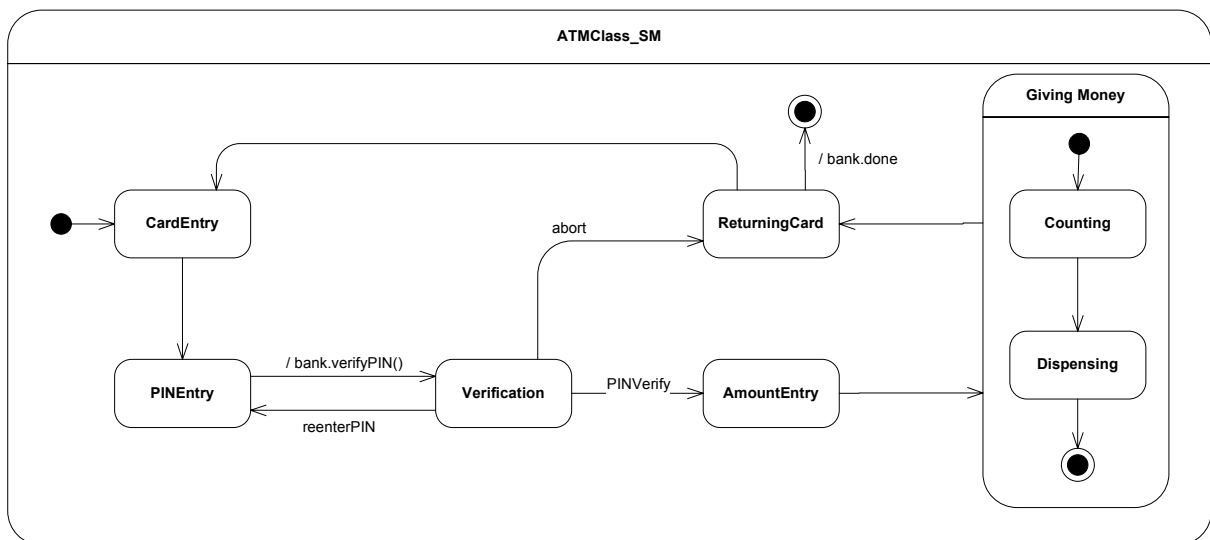 ATMClass_SM
Giving Money
/ bank.done
CardEntry
ReturningCard
Counting
abort
/ bank.verifyPIN()
PINEntry
Verification
PINVerify
AmountEntry
Dispensing
reenterPIN